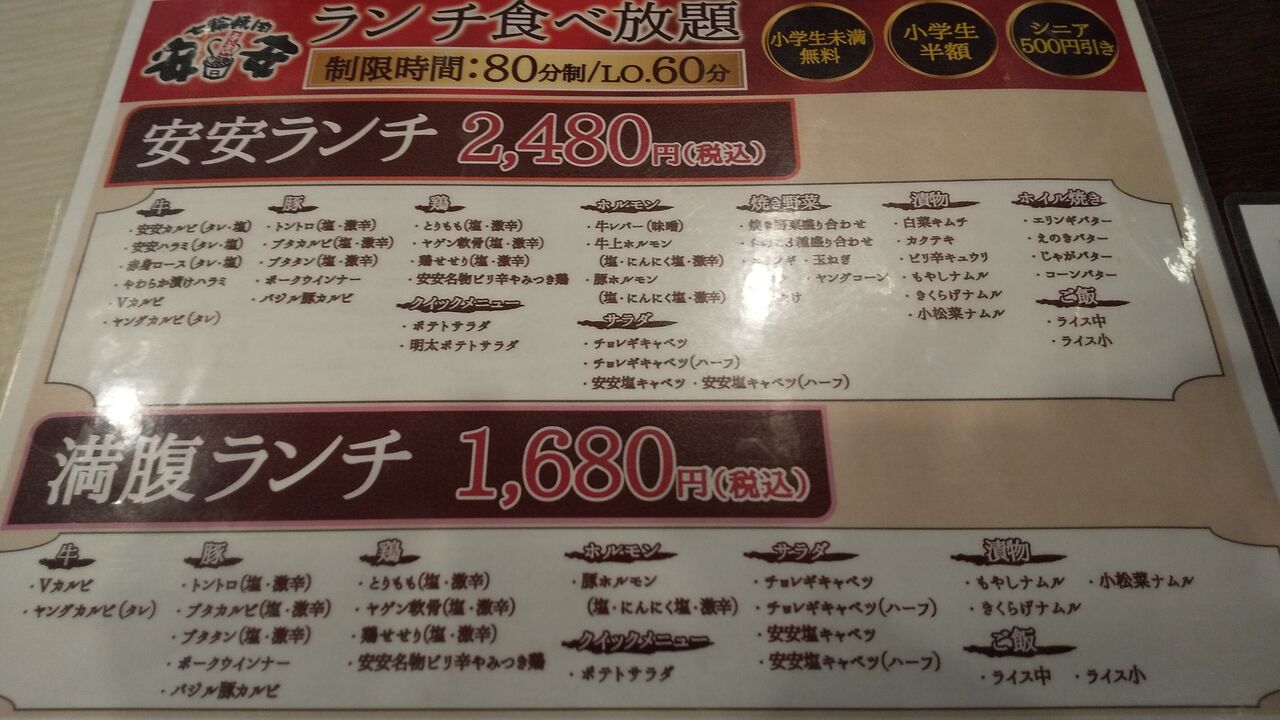 七輪焼肉
安安
ランチ食べ放題
制限時間:80分制/LO.60分
小学生未満
無料
小学生
半額
シニア
500円引き
安安ランチ 2,480円(税込)
牛
・安安カルビ(タレ・塩)
・安安ハラミ(タレ・塩)
・赤身ロース(タレ・塩)
・やわらか漬けハラミ
・Vカルビ
・ヤングカルビ(タレ)
豚
・トントロ(塩・激辛)
・ブタカルビ(塩・激辛)
・ブタタン(塩・激辛)
・ポークウインナー
・バジル豚カルビ
鶏
・とりもも(塩・激辛)
・ヤゲン軟骨(塩・激辛)
・鶏せせり(塩・激辛)
・安安名物ピリ辛やみつき鶏
クイックメニュー
・ポテトサラダ
・明太ポテトサラダ
ホルモン
・牛レバー(味噌)
・牛上ホルモン
(塩・にんにく塩・激辛)
・豚ホルモン
(塩・にんにく塩・激辛)
サラダ
・チョレギキャベツ
・チョレギキャベツ(ハーフ)
・安安塩キャベツ ・安安塩キャベツ(ハーフ)
焼き野菜
・焼き野菜盛り合わせ
3種盛り合わせ
・玉ねぎ
・ヤングコーン
漬物
・白菜キムチ
・カクテキ
・ピリ辛キュウリ
・もやしナムル
・きくらげナムル
・小松菜ナムル
ホイル焼き
・エリンギバター
・えのきバター
・じゃがバター
・コーンバター
ご飯
・ライス中
・ライス小
満腹ランチ 1,680円(税込)
牛
・Vカルビ
・ヤングカルビ(タレ)
豚
・トントロ(塩・激辛)
・ブタカルビ(塩・激辛)
・ブタタン(塩・激辛)
・ポークウインナー
・バジル豚カルビ
鶏
・とりもも(塩・激辛)
・ヤゲン軟骨(塩・激辛)
・鶏せせり(塩・激辛)
・安安名物ピリ辛やみつき鶏
ホルモン
・豚ホルモン
(塩・にんにく塩・激辛)
クイックメニュー
・ポテトサラダ
サラダ
・チョレギキャベツ
・チョレギキャベツ(ハーフ)
・安安塩キャベツ
・安安塩キャベツ(ハーフ)
漬物
・もやしナムル ・小松菜ナムル
・きくらげナムル
ご飯
・ライス中 ・ライス小